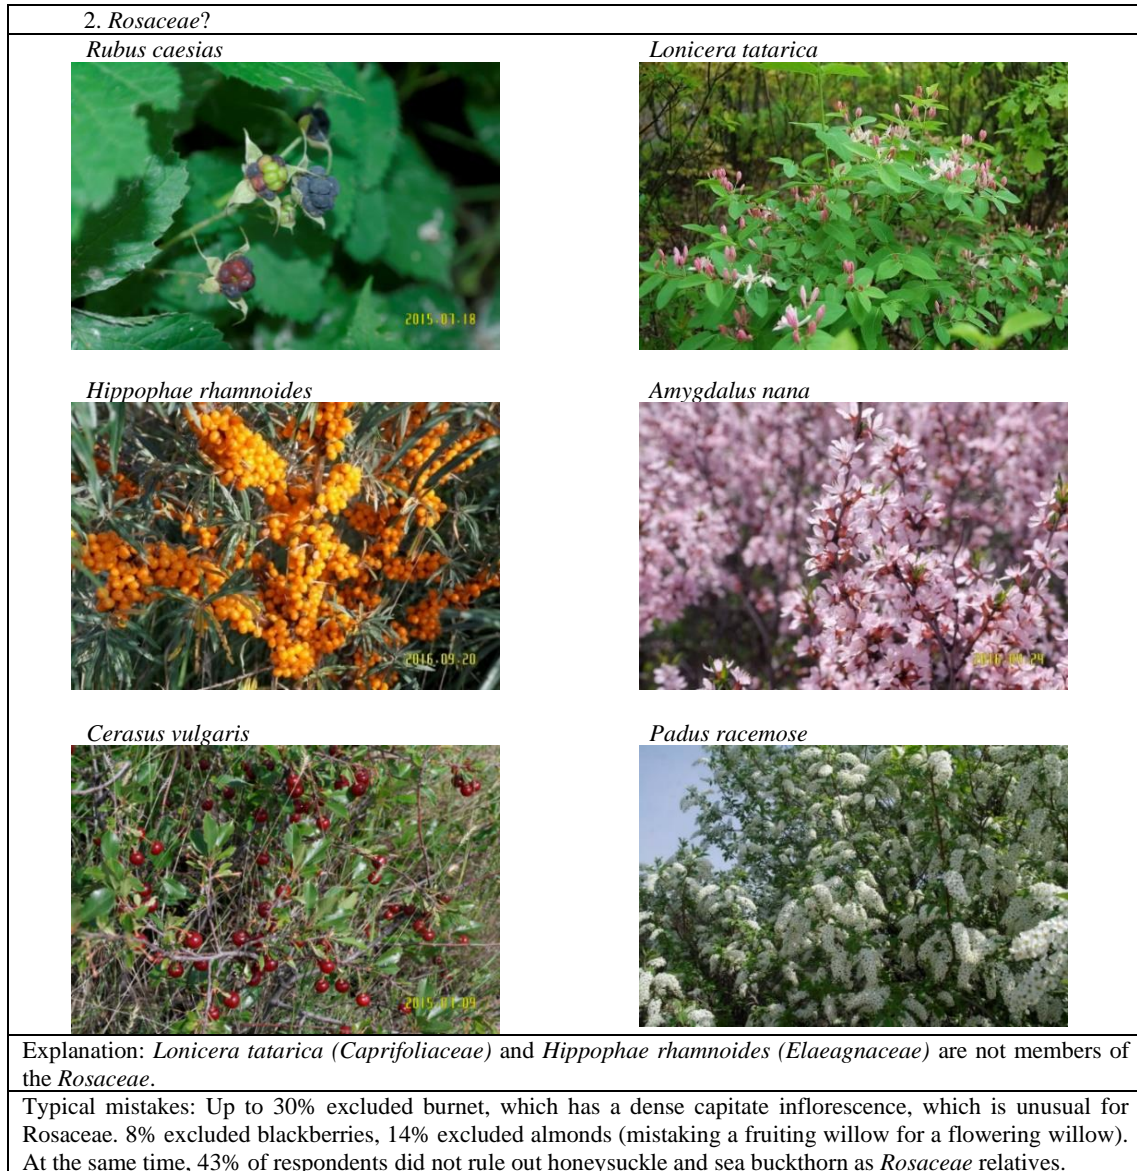 2. Rosaceae?
Rubus caesias
Lonicera tatarica
2015.07.18
Hippophae rhamnoides
Amygdalus nana
2016.09.20
Cerasus vulgaris
Padus racemose
Explanation: Lonicera tatarica (Caprifoliaceae) and Hippophae rhamnoides (Elaeagnaceae) are not members of
the Rosaceae.
Typical mistakes: Up to 30% excluded burnet, which has a dense capitate inflorescence, which is unusual for
Rosaceae. 8% excluded blackberries, 14% excluded almonds (mistaking a fruiting willow for a flowering willow).
At the same time, 43% of respondents did not rule out honeysuckle and sea buckthorn as Rosaceae relatives.